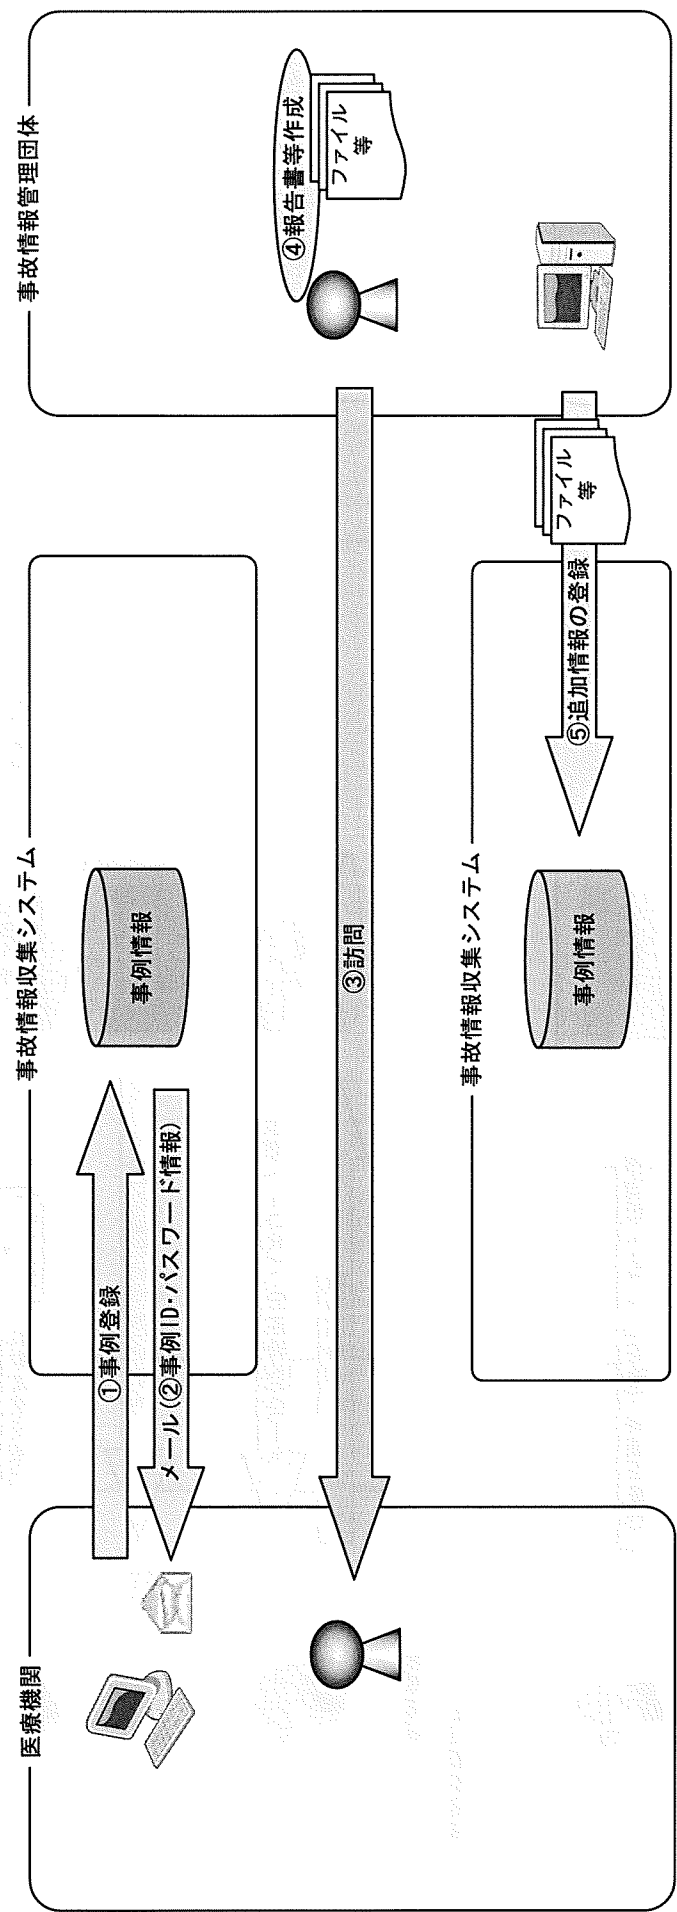 医療機関
事故情報収集システム
事故情報管理団体
①事例登録
メール(②事例ID・パスワード情報)
事例情報
③訪問
④報告書等作成
ファイル
等
事故情報収集システム
事例情報
⑤追加情報の登録
ファイル
等